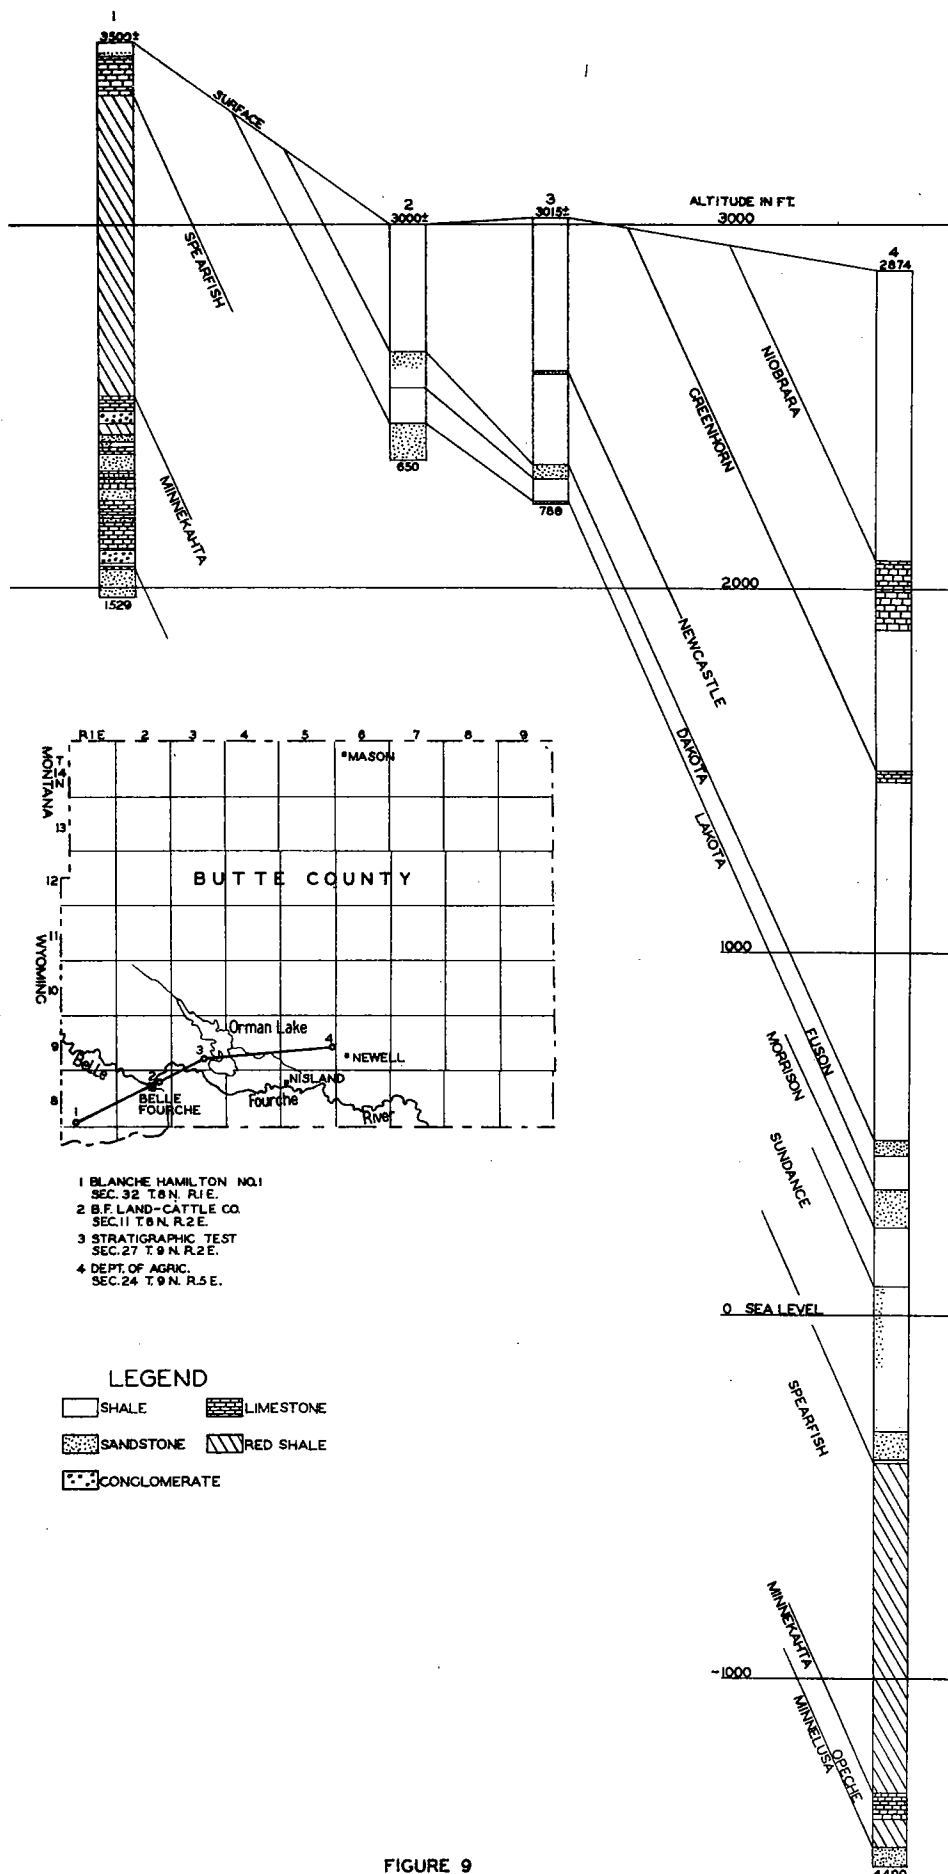 1
3500±
SURFACE
2
3000±
3
3015±
ALTITUDE IN FT.
3000
4
2874
SPEARFISH
NIOBRARA
GREENHORN
650
788
MINNEKAHTA
2000
1529
NEWCASTLE
DAKOTA
LAKOTA
R1E. 2 3 4 5 6 7 8 9
MONTANA
T
14
N
MASON
13
12
BUTTE COUNTY
11
WYOMING
10
Orman Lake
9
Belle
3
4
NEWELL
2
NISLAND
8
BELLE
FOURCHE
Fourche
River
1
1000
FUSON
MORRISON
SUNDANCE
1 BLANCHE HAMILTON NO.1
SEC. 32 T.8 N. R.1 E.
2 B.F. LAND-CATTLE CO.
SEC.11 T.8 N. R.2 E.
3 STRATIGRAPHIC TEST
SEC.27 T.9 N. R.2 E.
4 DEPT. OF AGRIC.
SEC.24 T.9 N. R.5 E.
0 SEA LEVEL
LEGEND
SHALE
LIMESTONE
SANDSTONE
RED SHALE
CONGLOMERATE
SPEARFISH
MINNEKAHTA
-1000
MINNELUSA
OPECHE
FIGURE 9